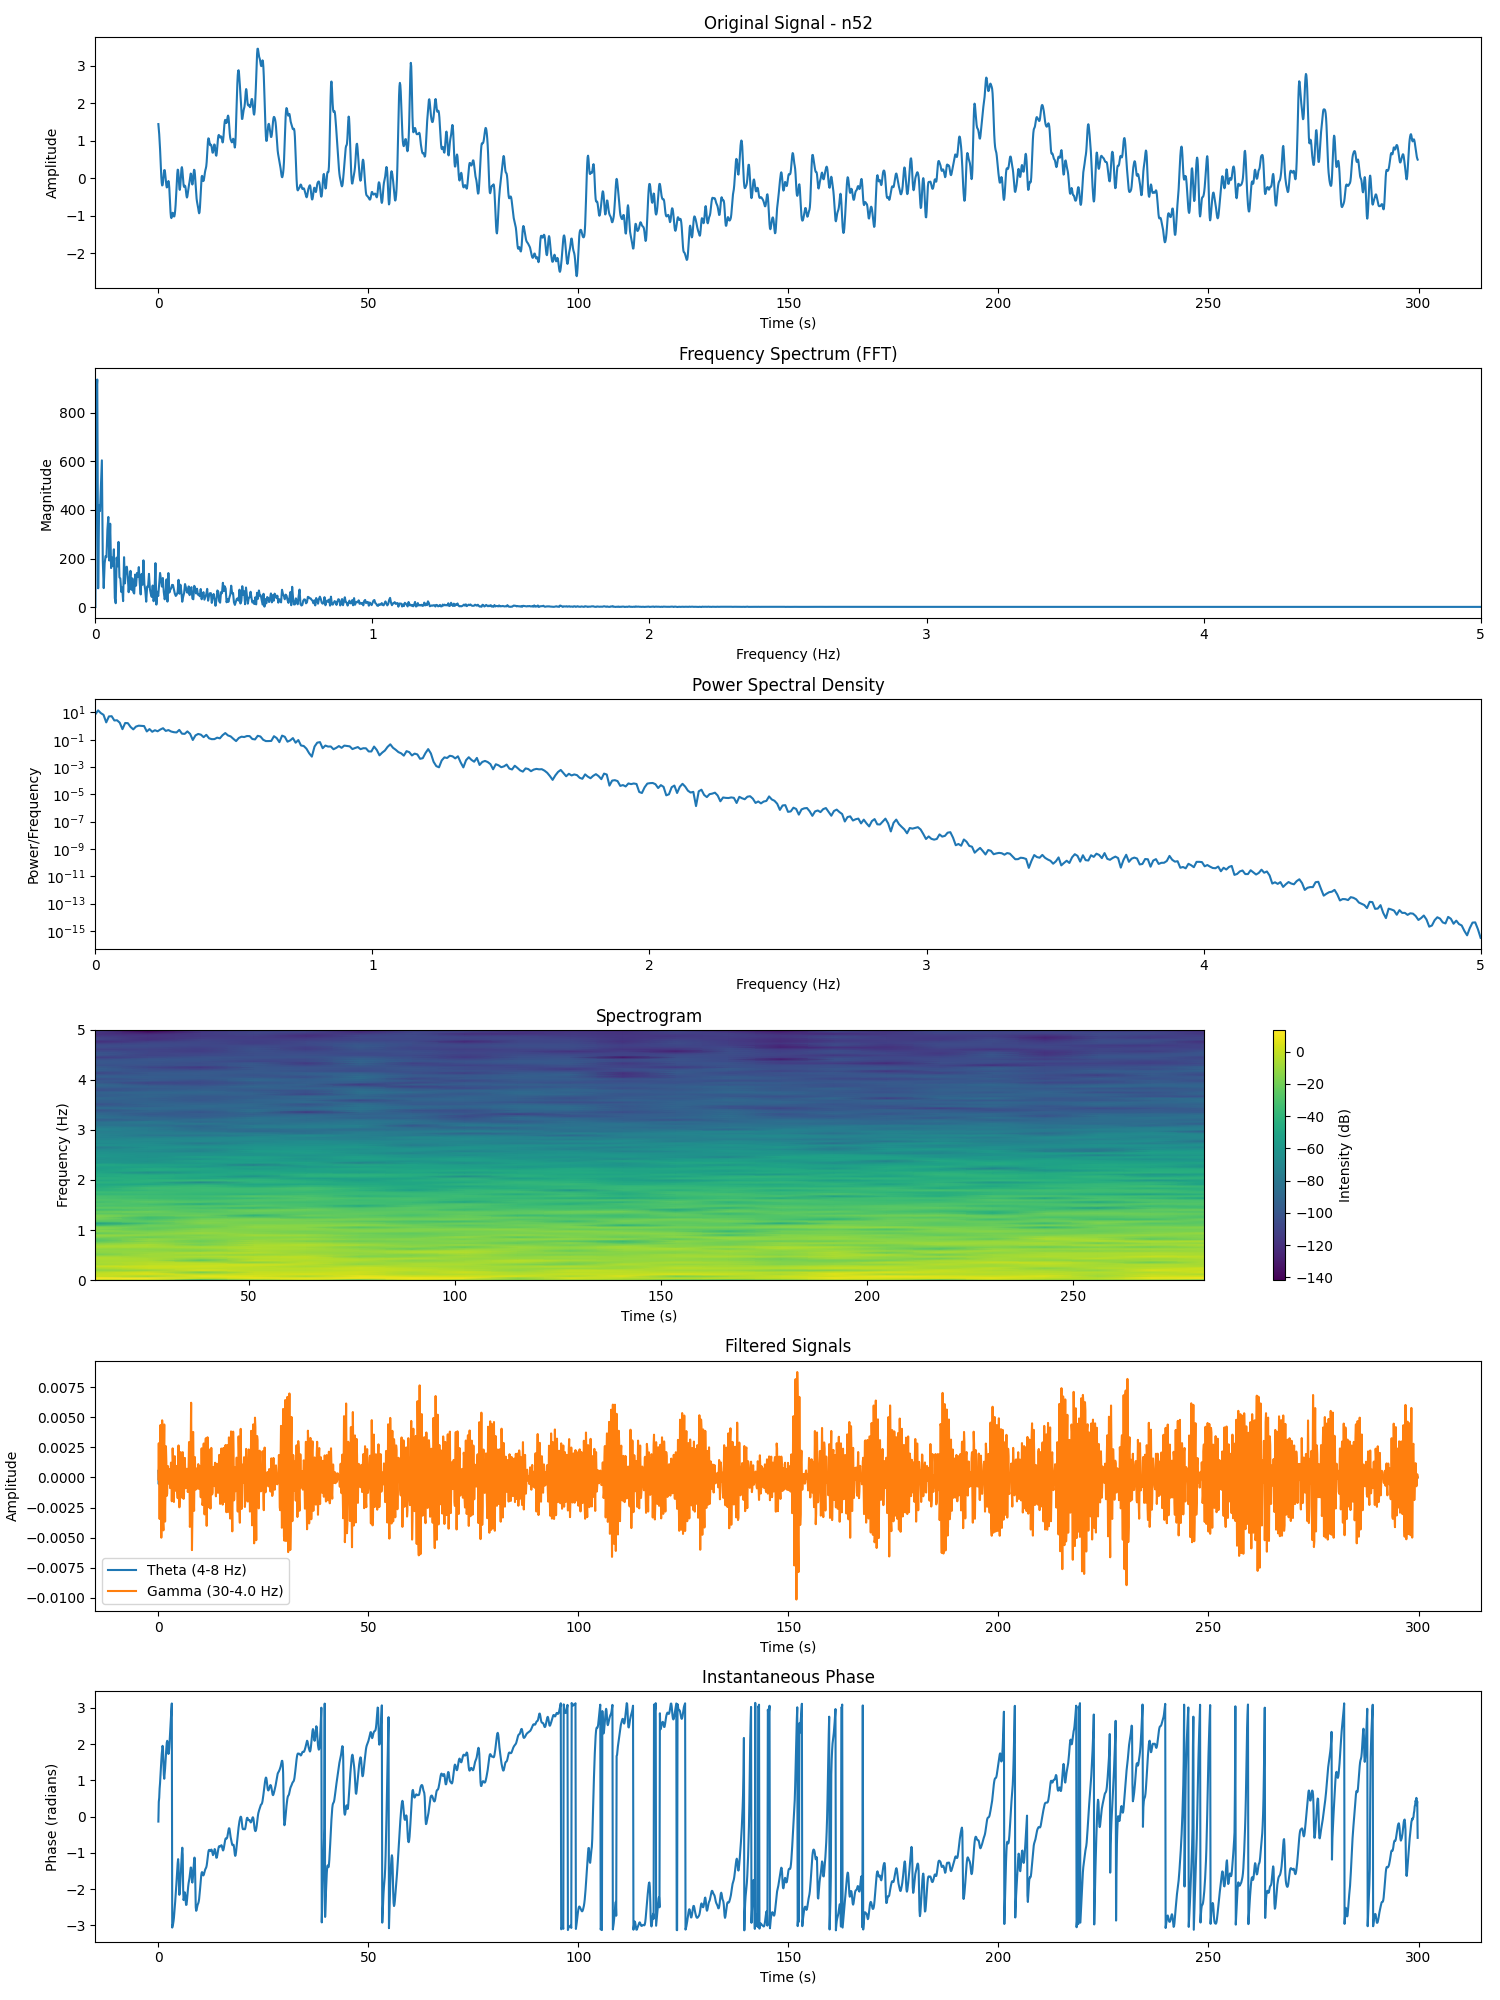 Original Signal - n52
Amplitude
3
2
1
0
−1
−2
0 50 100 150 200 250 300
Time (s)
Frequency Spectrum (FFT)
Magnitude
800
600
400
200
0
0 1 2 3 4 5
Frequency (Hz)
Power Spectral Density
Power/Frequency
10¹
10⁻¹
10⁻³
10⁻⁵
10⁻⁷
10⁻⁹
10⁻¹¹
10⁻¹³
10⁻¹⁵
0 1 2 3 4 5
Frequency (Hz)
Spectrogram
Frequency (Hz)
5
4
3
2
1
0
50 100 150 200 250
Time (s)
0
−20
−40
−60
−80
−100
−120
−140
Intensity (dB)
Filtered Signals
Amplitude
0.0075
0.0050
0.0025
0.0000
−0.0025
−0.0050
−0.0075
−0.0100
Theta (4-8 Hz)
Gamma (30-4.0 Hz)
0 50 100 150 200 250 300
Time (s)
Instantaneous Phase
Phase (radians)
3
2
1
0
−1
−2
−3
0 50 100 150 200 250 300
Time (s)